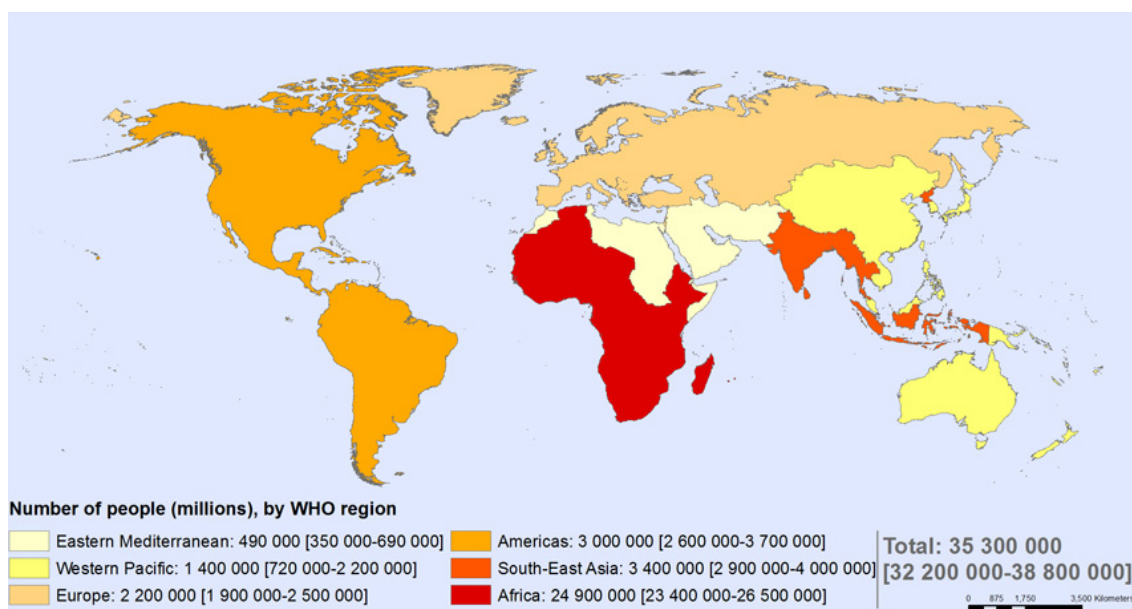 Number of people (millions), by WHO region
Eastern Mediterranean: 490 000 [350 000-690 000]
Western Pacific: 1 400 000 [720 000-2 200 000]
Europe: 2 200 000 [1 900 000-2 500 000]
Americas: 3 000 000 [2 600 000-3 700 000]
South-East Asia: 3 400 000 [2 900 000-4 000 000]
Africa: 24 900 000 [23 400 000-26 500 000]
Total: 35 300 000
[32 200 000-38 800 000]
0 875 1,750 3,500 Kilometers